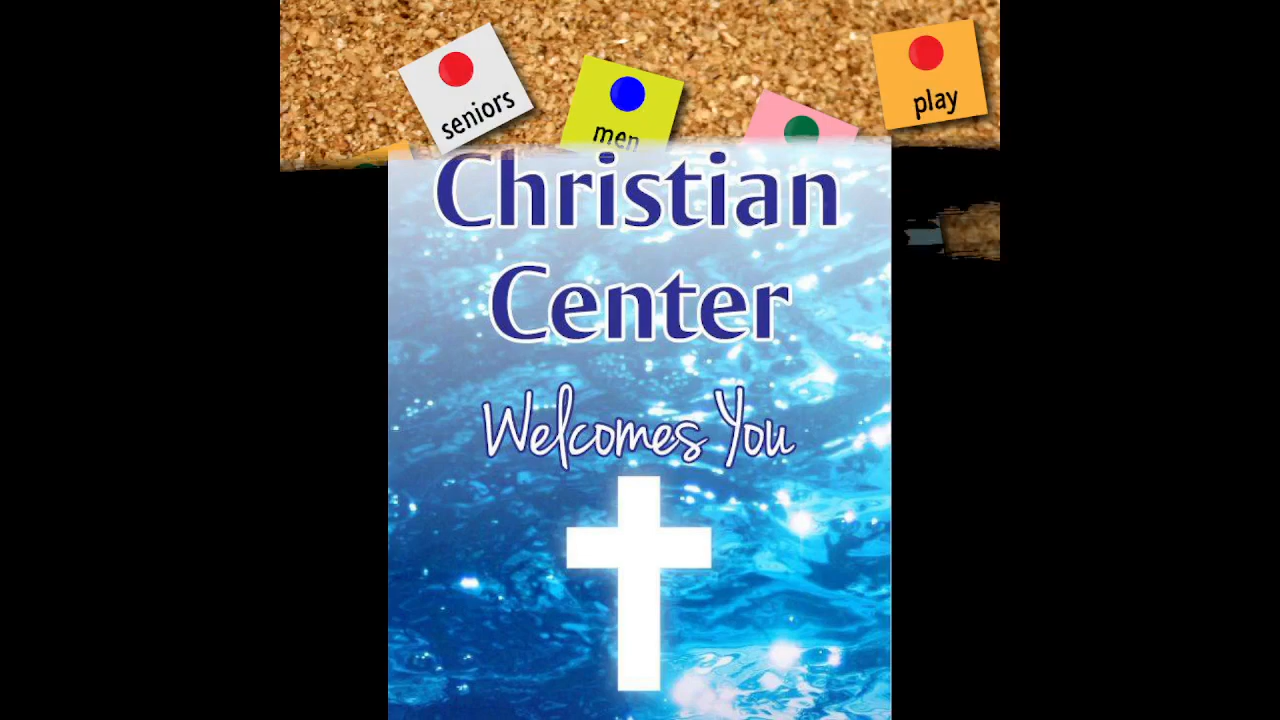 seniors
men
play
Christian
Center
Welcomes You